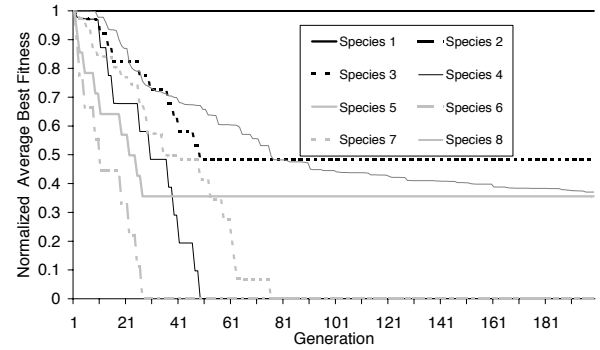 Normalized Average Best Fitness
1
0.9
0.8
0.7
0.6
0.5
0.4
0.3
0.2
0.1
0
Species 1 Species 2
Species 3 Species 4
Species 5 Species 6
Species 7 Species 8
1 21 41 61 81 101 121 141 161 181
Generation